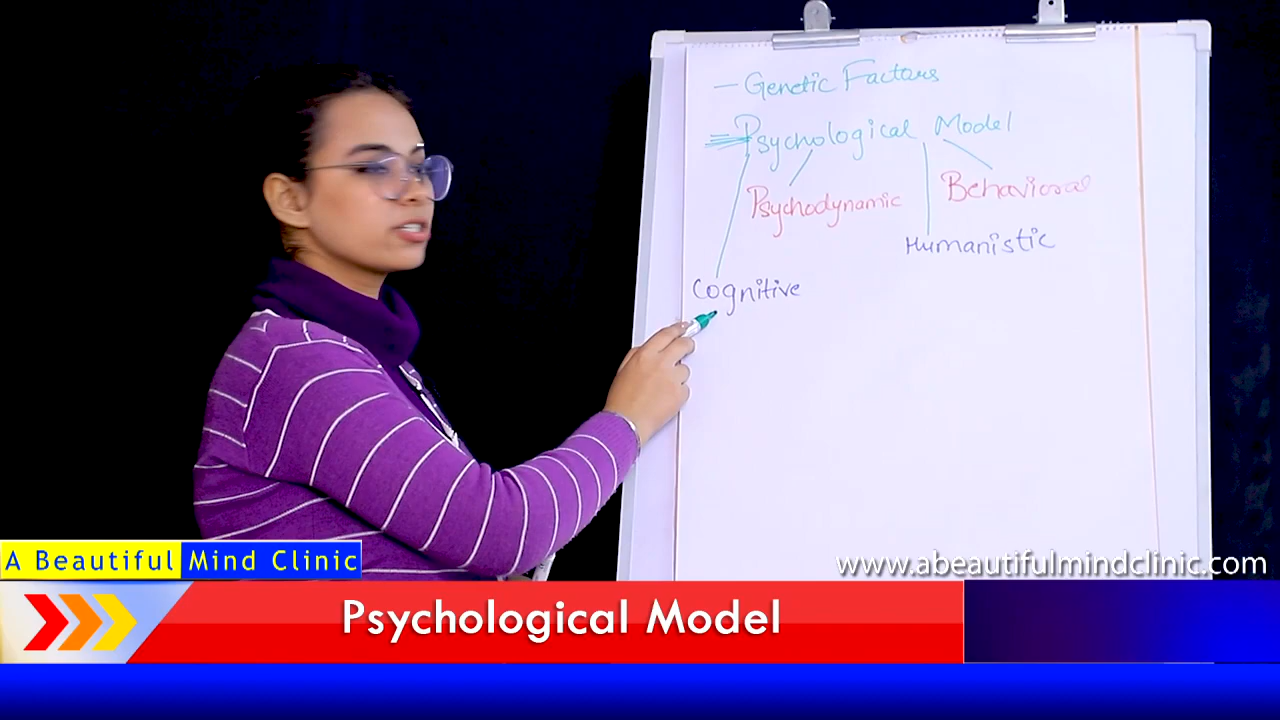 — Genetic Factors
Psychological Model
Psychodynamic
Behavioral
Humanistic
Cognitive
A Beautiful Mind Clinic
www.abeautifulmindclinic.com
Psychological Model